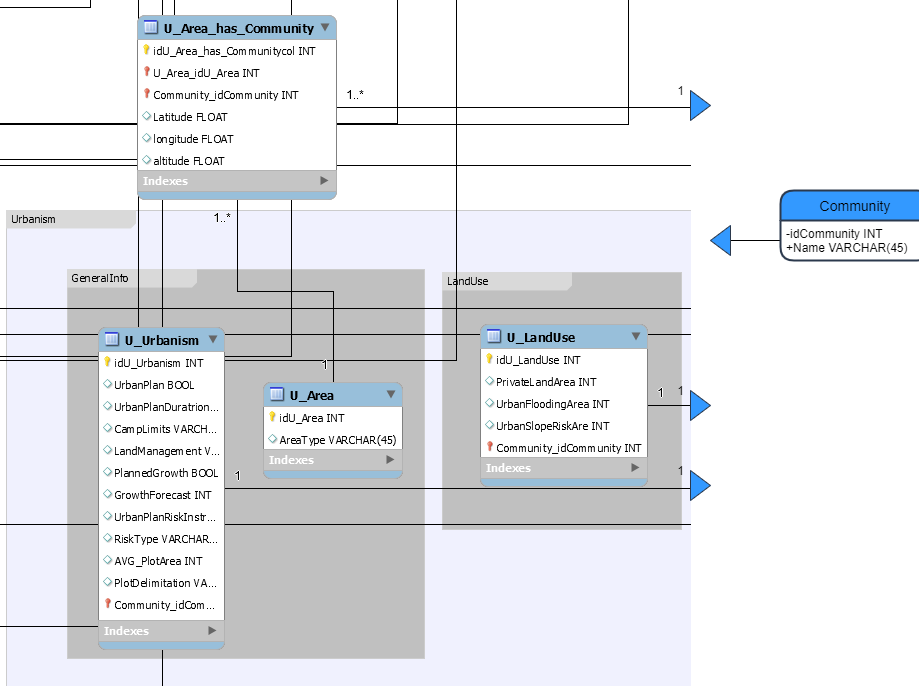 U_Area_has_Community
idU_Area_has_Communitycol INT
U_Area_idU_Area INT
Community_idCommunity INT
Latitude FLOAT
longitude FLOAT
altitude FLOAT
Indexes
1..*
1
1..*
Urbanism
Community
-idCommunity INT
+Name VARCHAR(45)
GeneralInfo
LandUse
U_Urbanism
idU_Urbanism INT
UrbanPlan BOOL
UrbanPlanDuratrion...
CampLimits VARCH...
LandManagement V...
PlannedGrowth BOOL
GrowthForecast INT
UrbanPlanRiskInstr...
RiskType VARCHAR...
AVG_PlotArea INT
PlotDelimitation VA...
Community_idCom...
Indexes
1
1
U_Area
idU_Area INT
AreaType VARCHAR(45)
Indexes
U_LandUse
idU_LandUse INT
PrivateLandArea INT
UrbanFloodingArea INT
UrbanSlopeRiskAre INT
Community_idCommunity INT
Indexes
1
1
1